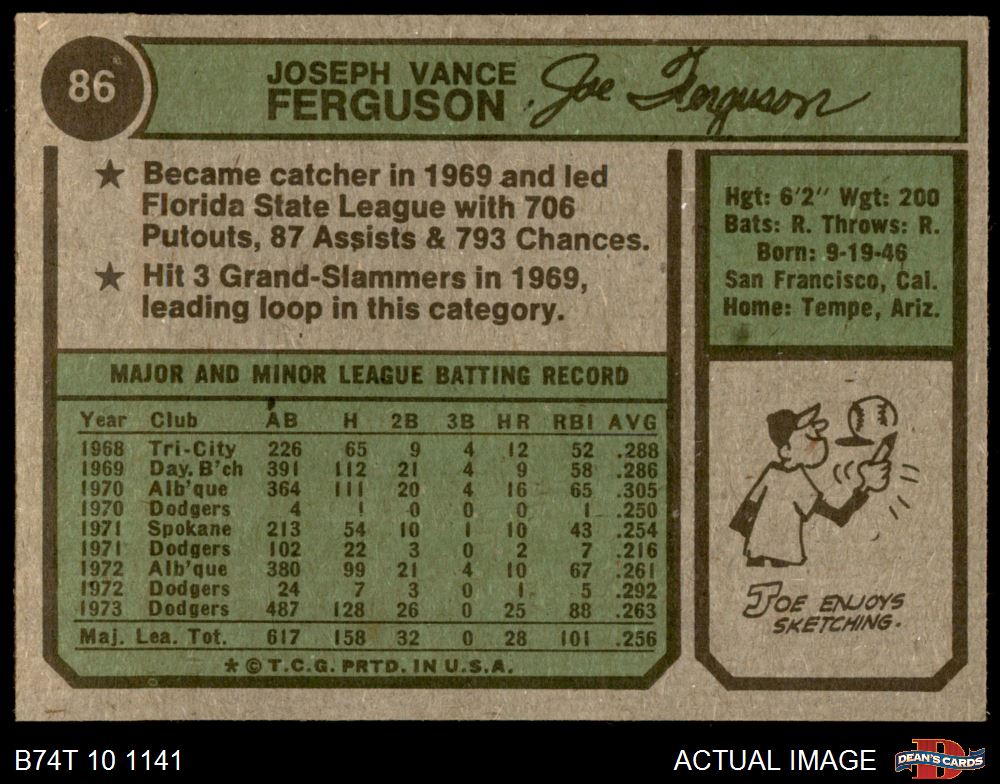 86
JOSEPH VANCE
FERGUSON
Joe Ferguson
★ Became catcher in 1969 and led
Florida State League with 706
Putouts, 87 Assists & 793 Chances.
★ Hit 3 Grand-Slammers in 1969,
leading loop in this category.
Hgt: 6'2" Wgt: 200
Bats: R. Throws: R.
Born: 9-19-46
San Francisco, Cal.
Home: Tempe, Ariz.
MAJOR AND MINOR LEAGUE BATTING RECORD
Year Club AB H 2B 3B HR RBI AVG
1968 Tri-City 226 65 9 4 12 52 .288
1969 Day. B'ch 391 112 21 4 9 58 .286
1970 Alb'que 364 111 20 4 16 65 .305
1970 Dodgers 4 1 0 0 0 1 .250
1971 Spokane 213 54 10 1 10 43 .254
1971 Dodgers 102 22 3 0 2 7 .216
1972 Alb'que 380 99 21 4 10 67 .261
1972 Dodgers 24 7 3 0 1 5 .292
1973 Dodgers 487 128 26 0 25 88 .263
Maj. Lea. Tot. 617 158 32 0 28 101 .256
★ © T.C.G. PRTD. IN U.S.A.
JOE ENJOYS
SKETCHING.
B74T 10 1141
ACTUAL IMAGE
DEAN'S CARDS